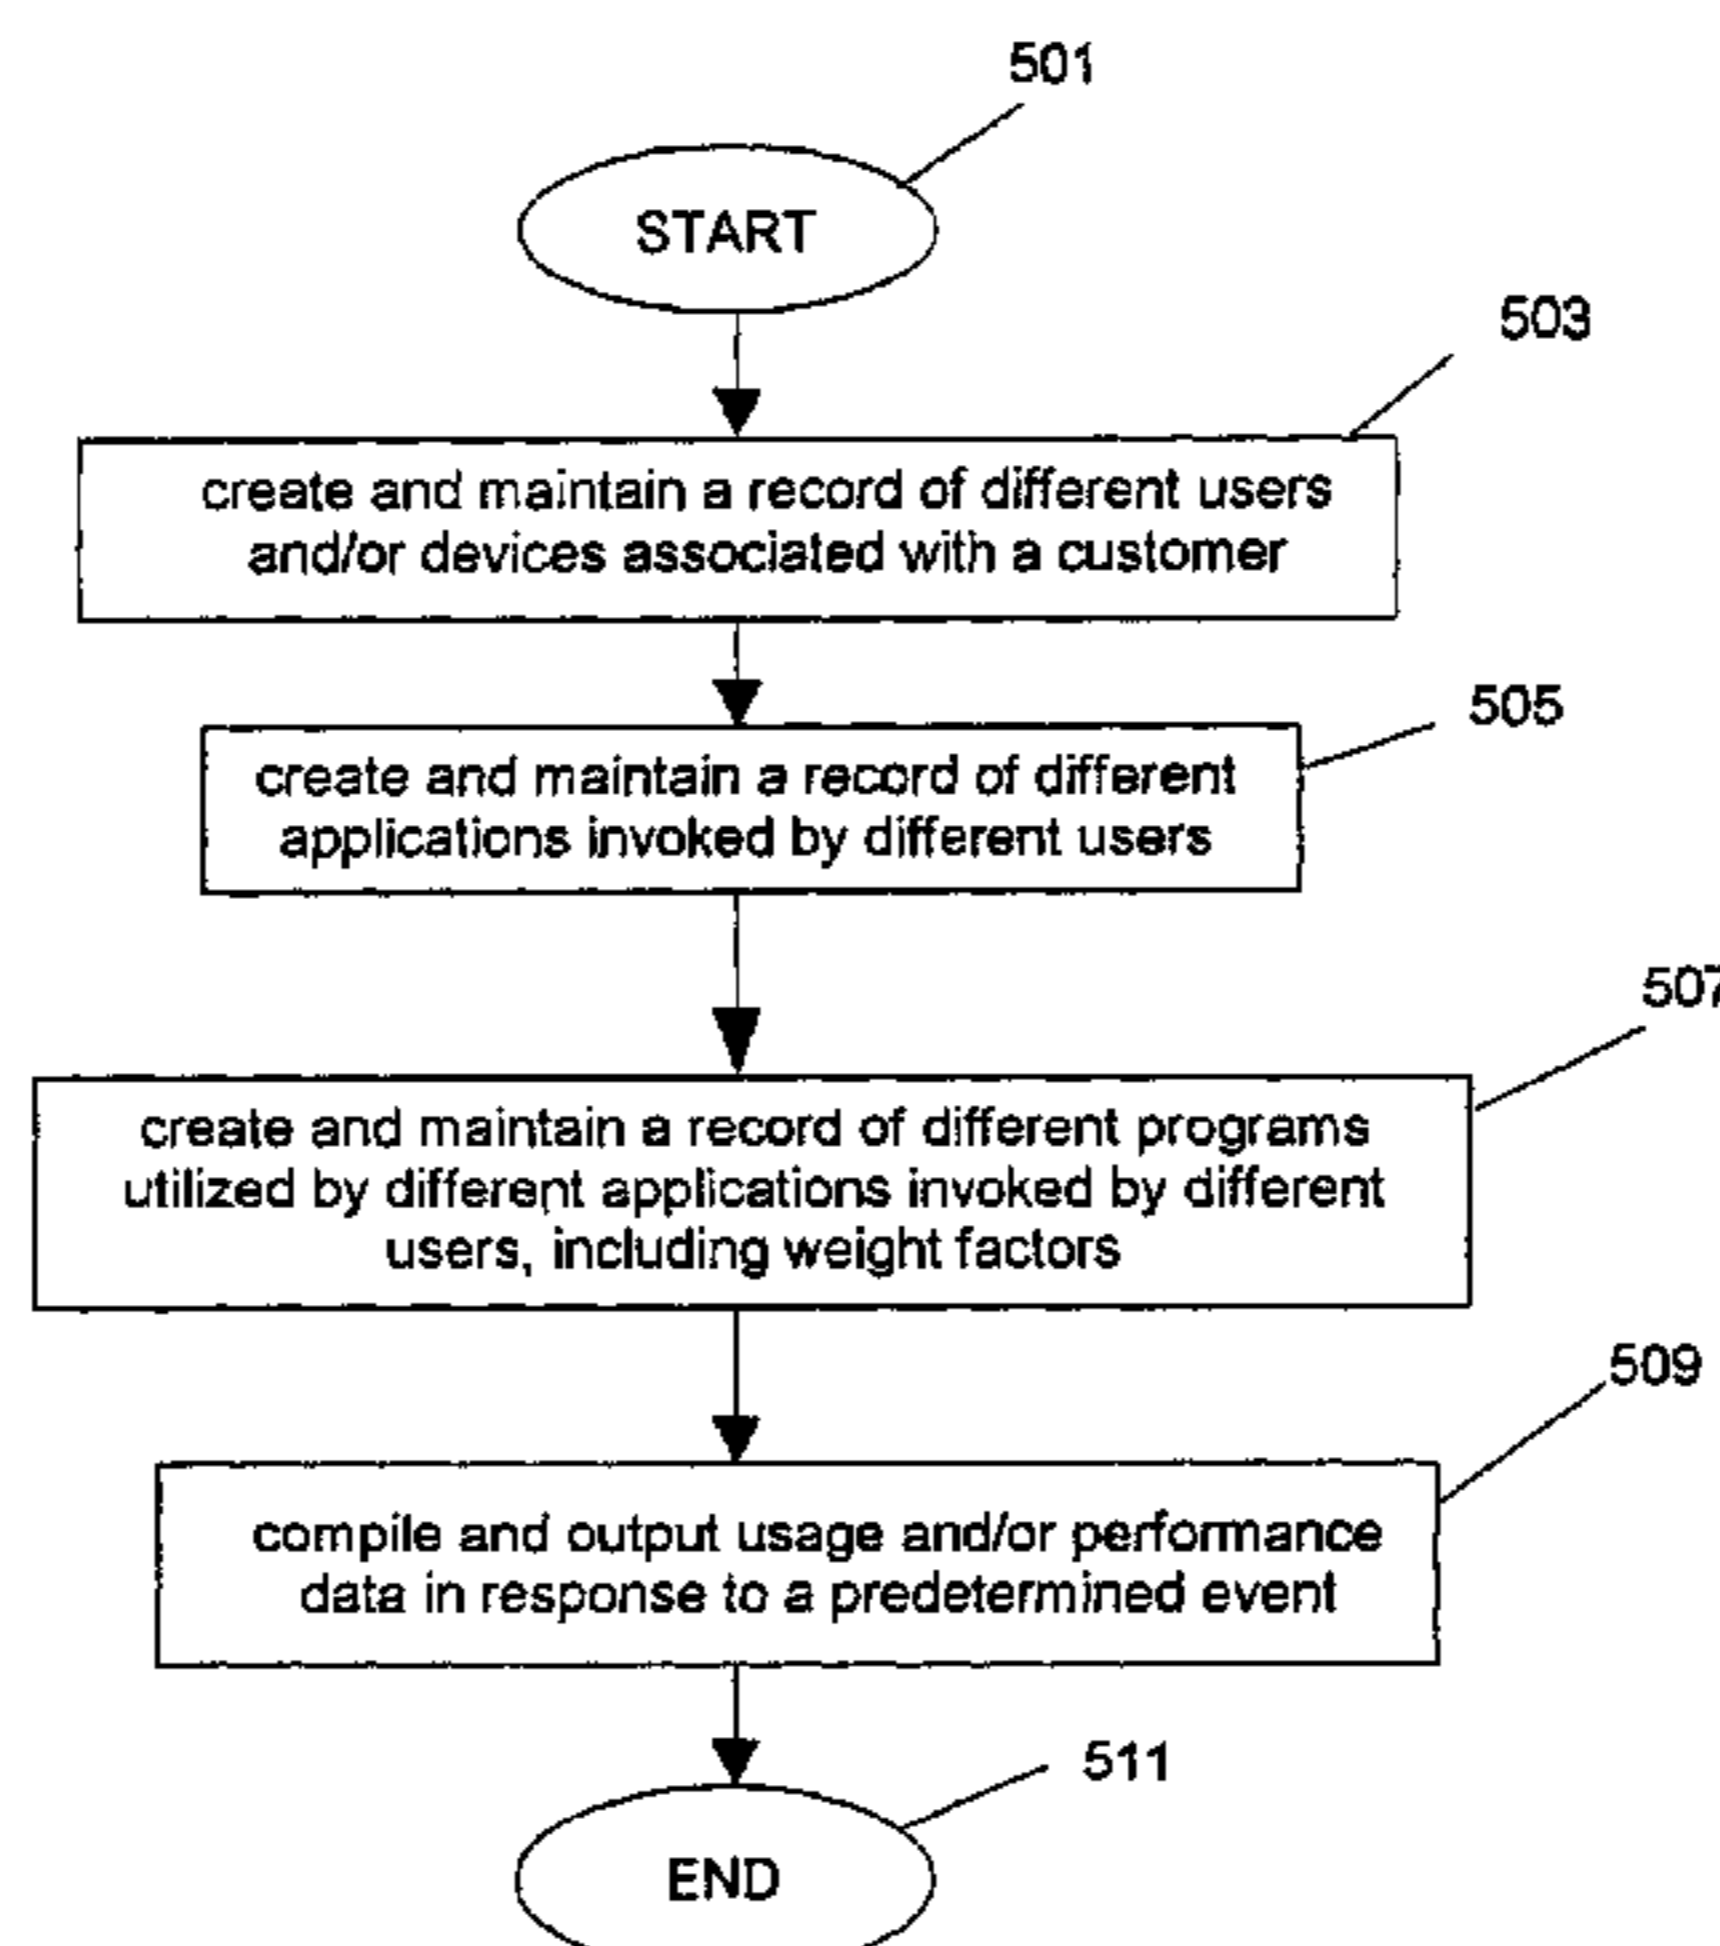 501
START
503
create and maintain a record of different users
and/or devices associated with a customer
505
create and maintain a record of different
applications invoked by different users
507
create and maintain a record of different programs
utilized by different applications invoked by different
users, including weight factors
509
compile and output usage and/or performance
data in response to a predetermined event
511
END